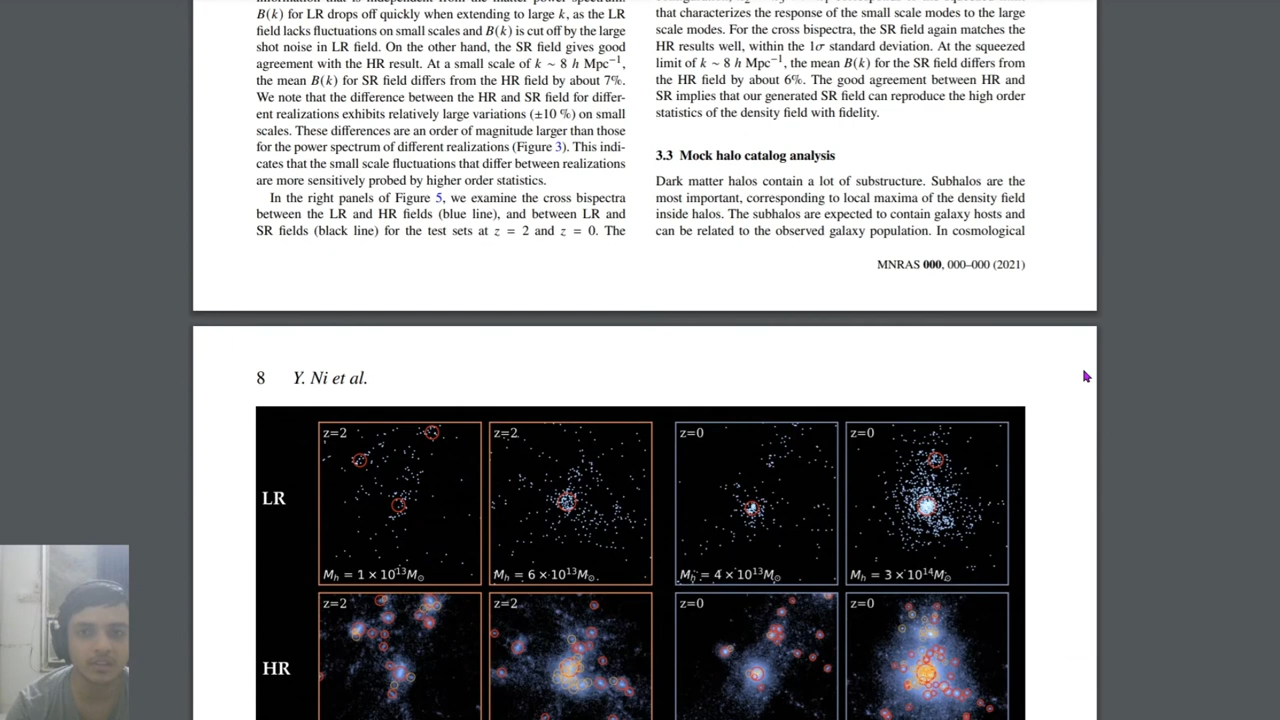 B(k) for LR drops off quickly when extending to large k, as the LR
field lacks fluctuations on small scales and B(k) is cut off by the large
shot noise in LR field. On the other hand, the SR field gives good
agreement with the HR result. At a small scale of k ∼ 8 h Mpc⁻¹,
the mean B(k) for SR field differs from the HR field by about 7%.
We note that the difference between the HR and SR field for differ-
ent realizations exhibits relatively large variations (±10 %) on small
scales. These differences are an order of magnitude larger than those
for the power spectrum of different realizations (Figure 3). This indi-
cates that the small scale fluctuations that differ between realizations
are more sensitively probed by higher order statistics.
In the right panels of Figure 5, we examine the cross bispectra
between the LR and HR fields (blue line), and between LR and
SR fields (black line) for the test sets at z = 2 and z = 0. The
that characterizes the response of the small scale modes to the large
scale modes. For the cross bispectra, the SR field again matches the
HR results well, within the 1σ standard deviation. At the squeezed
limit of k ∼ 8 h Mpc⁻¹, the mean B(k) for the SR field differs from
the HR field by about 6%. The good agreement between HR and
SR implies that our generated SR field can reproduce the high order
statistics of the density field with fidelity.
3.3 Mock halo catalog analysis
Dark matter halos contain a lot of substructure. Subhalos are the
most important, corresponding to local maxima of the density field
inside halos. The subhalos are expected to contain galaxy hosts and
can be related to the observed galaxy population. In cosmological
MNRAS 000, 000–000 (2021)
8 Y. Ni et al.
z=2 z=2 z=0 z=0
LR
Mh = 1 × 10¹³M⊙ Mh = 6 × 10¹³M⊙ Mh = 4 × 10¹³M⊙ Mh = 3 × 10¹⁴M⊙
z=2 z=2 z=0 z=0
HR